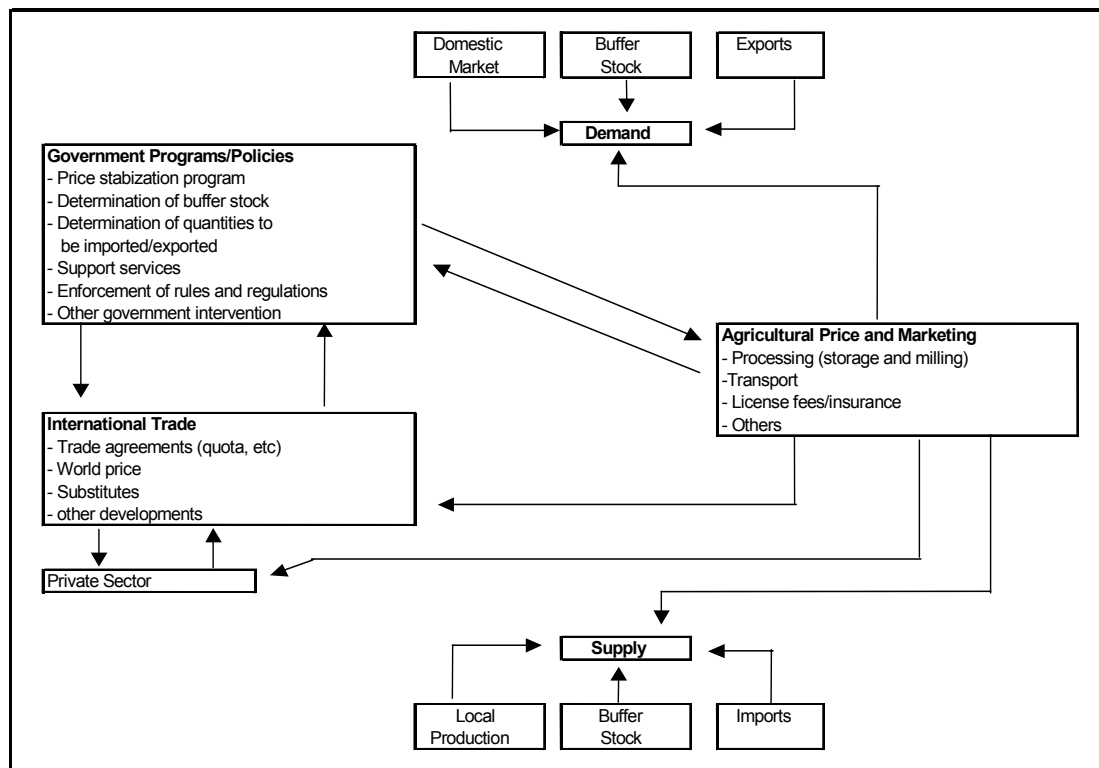 Domestic
Market
Buffer
Stock
Exports
Demand
Government Programs/Policies
- Price stabization program
- Determination of buffer stock
- Determination of quantities to
be imported/exported
- Support services
- Enforcement of rules and regulations
- Other government intervention
Agricultural Price and Marketing
- Processing (storage and milling)
-Transport
- License fees/insurance
- Others
International Trade
- Trade agreements (quota, etc)
- World price
- Substitutes
- other developments
Private Sector
Supply
Local
Production
Buffer
Stock
Imports